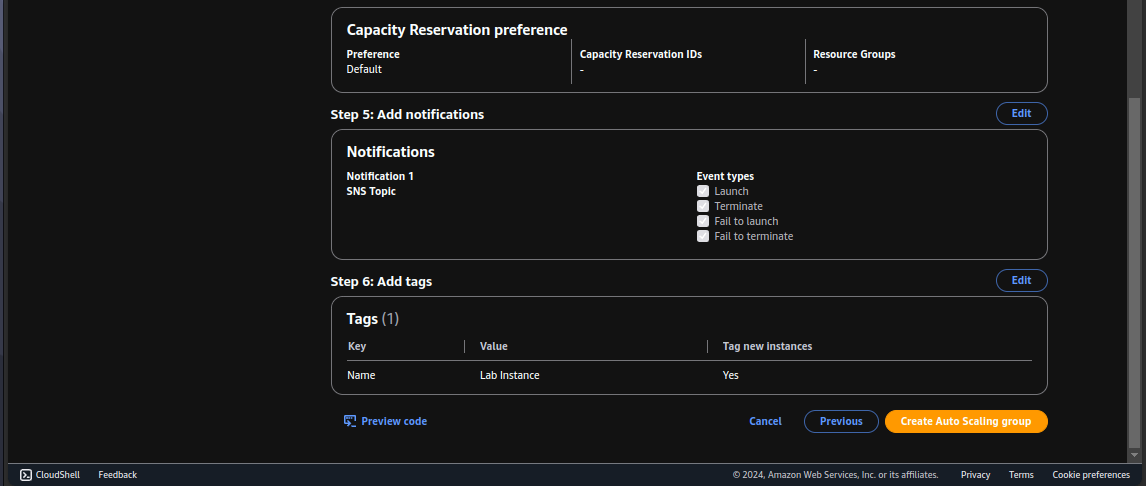 Capacity Reservation preference
Preference
Default
Capacity Reservation IDs
-
Resource Groups
-
Step 5: Add notifications
Edit
Notifications
Notification 1
SNS Topic
Event types
Launch
Terminate
Fail to launch
Fail to terminate
Step 6: Add tags
Edit
Tags (1)
Key Value Tag new instances
Name Lab Instance Yes
Preview code
Cancel
Previous
Create Auto Scaling group
CloudShell Feedback © 2024, Amazon Web Services, Inc. or its affiliates. Privacy Terms Cookie preferences